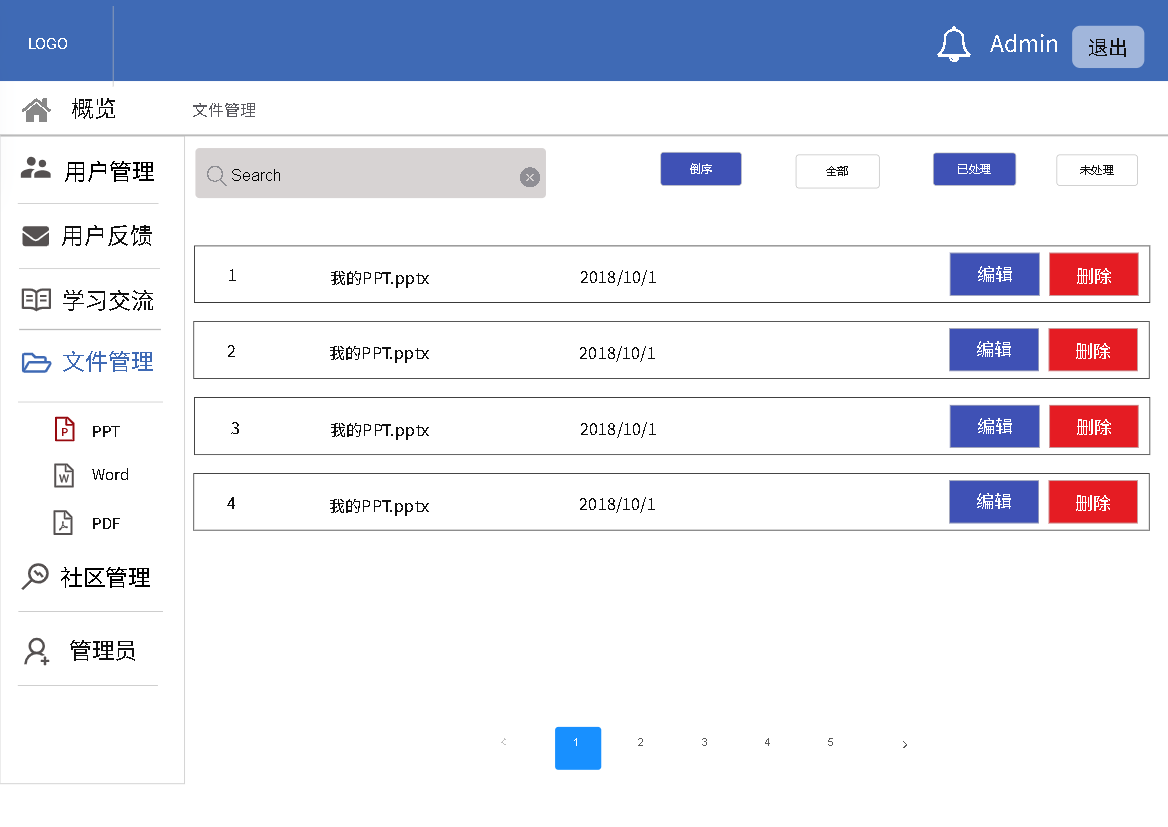 LOGO
Admin
退出
概览
文件管理
用户管理
用户反馈
学习交流
文件管理
PPT
Word
PDF
社区管理
管理员
Search
倒序
全部
已处理
未处理
1 我的PPT.pptx 2018/10/1 编辑 删除
2 我的PPT.pptx 2018/10/1 编辑 删除
3 我的PPT.pptx 2018/10/1 编辑 删除
4 我的PPT.pptx 2018/10/1 编辑 删除
< 1 2 3 4 5 >